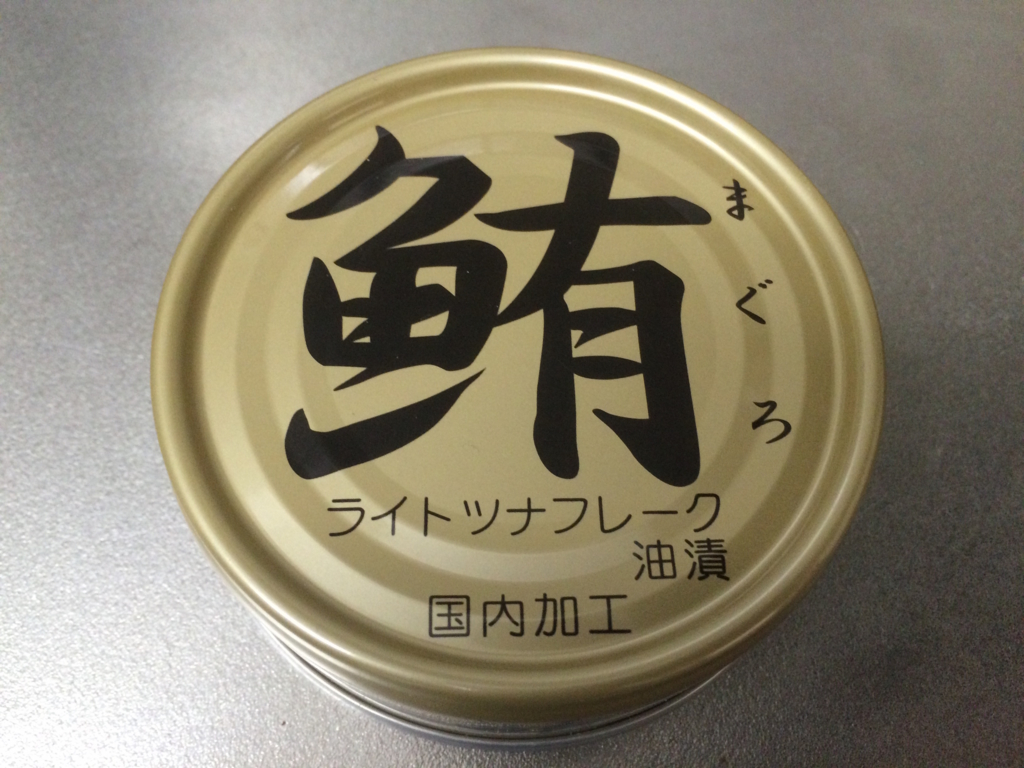 鮪
まぐろ
ライトツナフレーク
油漬
国内加工